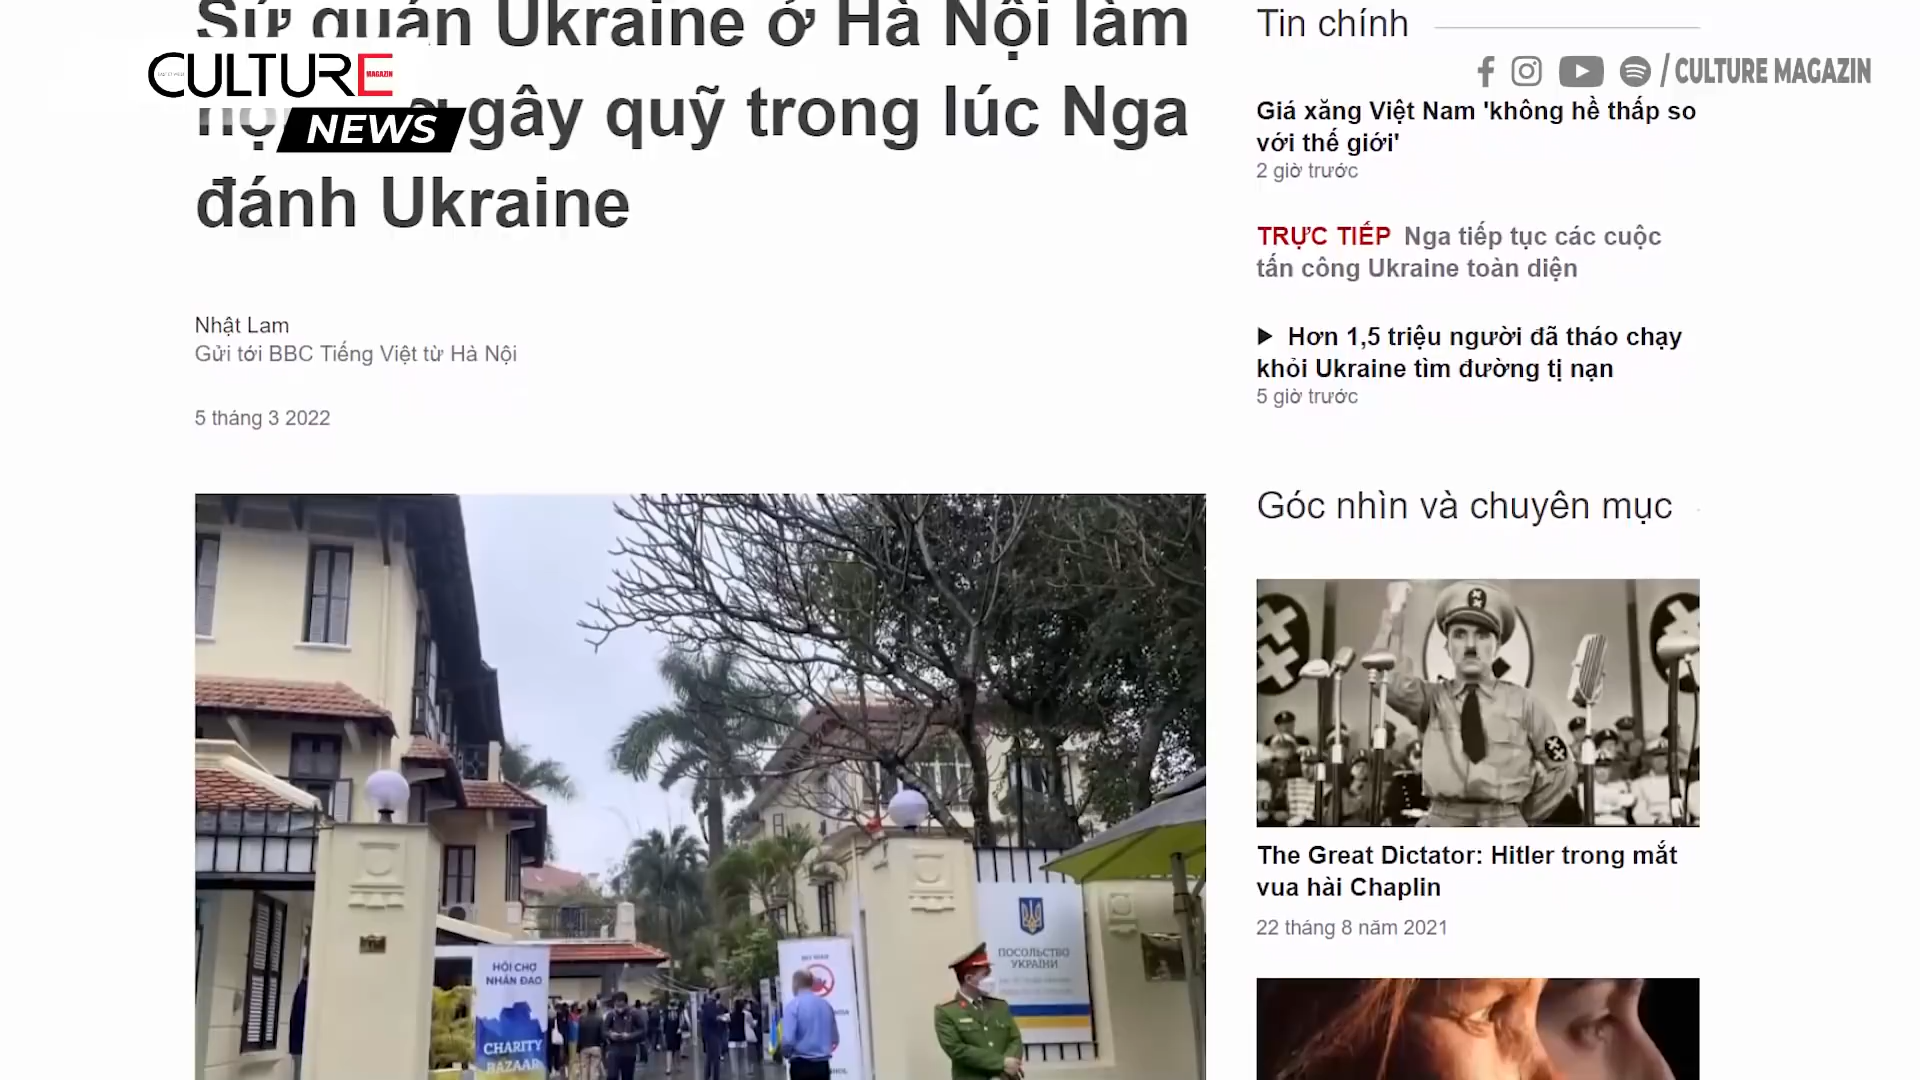 Sứ quán Ukraine ở Hà Nội làm
gây quỹ trong lúc Nga
đánh Ukraine
CULTURE
MAGAZIN
NEWS
Nhật Lam
Gửi tới BBC Tiếng Việt từ Hà Nội
5 tháng 3 2022
HỘI CHỢ
NHÂN ĐẠO
CHARITY
BAZAAR
ПОСОЛЬСТВО
УКРАЇНИ
Tin chính
/ CULTURE MAGAZIN
Giá xăng Việt Nam 'không hề thấp so
với thế giới'
2 giờ trước
TRỰC TIẾP Nga tiếp tục các cuộc
tấn công Ukraine toàn diện
Hơn 1,5 triệu người đã tháo chạy
khỏi Ukraine tìm đường tị nạn
5 giờ trước
Góc nhìn và chuyên mục
The Great Dictator: Hitler trong mắt
vua hài Chaplin
22 tháng 8 năm 2021